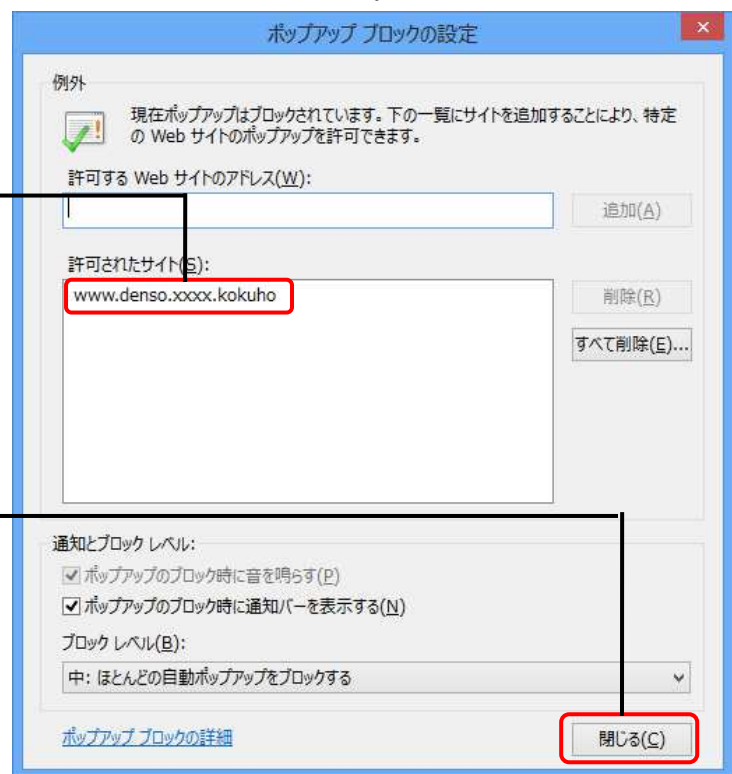 ポップアップ ブロックの設定
例外
現在ポップアップはブロックされています。下の一覧にサイトを追加することにより、特定
の Web サイトのポップアップを許可できます。
許可する Web サイトのアドレス(W):
追加(A)
許可されたサイト(S):
www.denso.xxxx.kokuho
削除(R)
すべて削除(E)...
通知とブロック レベル:
ポップアップのブロック時に音を鳴らす(P)
ポップアップのブロック時に通知バーを表示する(N)
ブロック レベル(B):
中: ほとんどの自動ポップアップをブロックする
ポップアップ ブロックの詳細
閉じる(C)